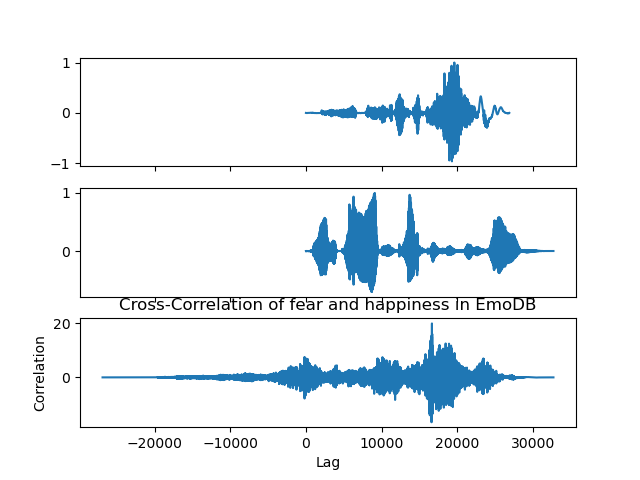 1
0
−1
1
0
Cross-Correlation of fear and happiness in EmoDB
20
0
Correlation
−20000 −10000 0 10000 20000 30000
Lag